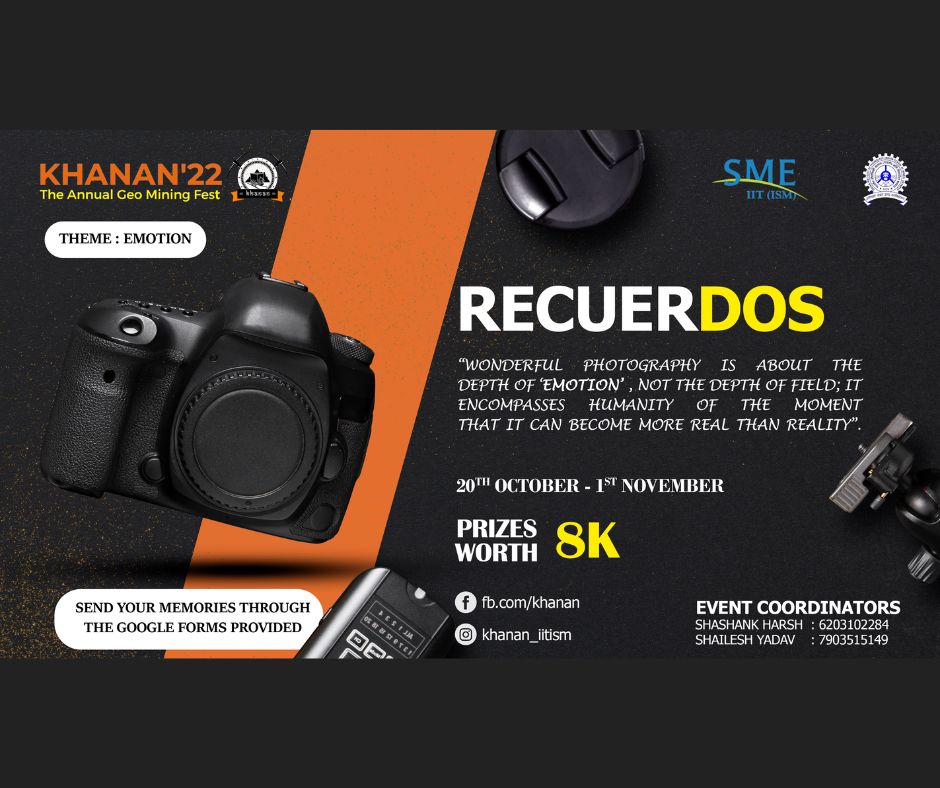 KHANAN'22
The Annual Geo Mining Fest
khanan
SME
IIT (ISM)
THEME : EMOTION
RECUERDOS
“WONDERFUL PHOTOGRAPHY IS ABOUT THE
DEPTH OF ‘EMOTION’ , NOT THE DEPTH OF FIELD; IT
ENCOMPASSES HUMANITY OF THE MOMENT
THAT IT CAN BECOME MORE REAL THAN REALITY”.
20TH OCTOBER - 1ST NOVEMBER
PRIZES
WORTH 8K
SEND YOUR MEMORIES THROUGH
THE GOOGLE FORMS PROVIDED
fb.com/khanan
khanan_iitism
EVENT COORDINATORS
SHASHANK HARSH : 6203102284
SHAILESH YADAV : 7903515149